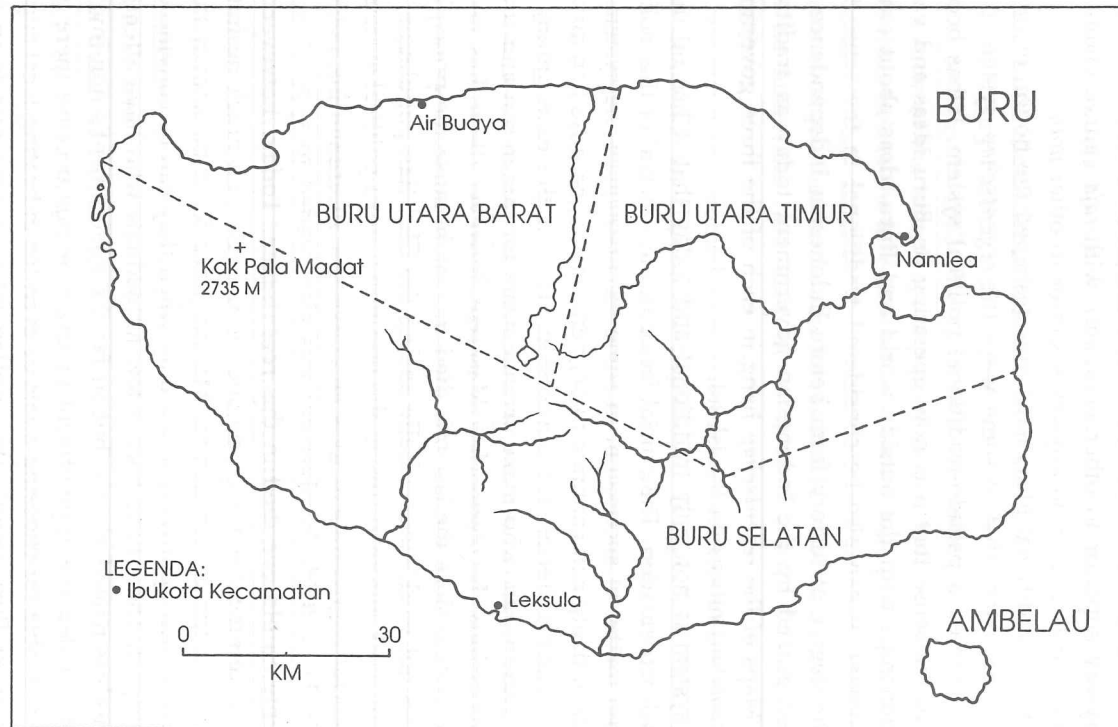 BURU
Air Buaya
BURU UTARA BARAT
BURU UTARA TIMUR
Namlea
+
Kak Pala Madat
2735 M
BURU SELATAN
LEGENDA:
Ibukota Kecamatan
Leksula
0 30
KM
AMBELAU